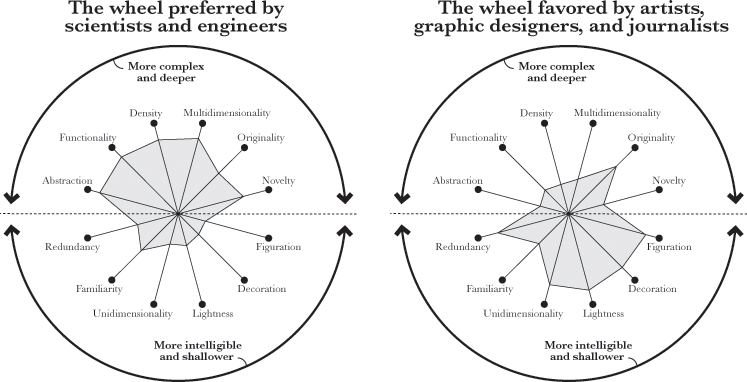 The wheel preferred by
scientists and engineers
More complex
and deeper
Density
Multidimensionality
Functionality
Originality
Abstraction
Novelty
Redundancy
Figuration
Familiarity
Decoration
Unidimensionality
Lightness
More intelligible
and shallower
The wheel favored by artists,
graphic designers, and journalists
More complex
and deeper
Density
Multidimensionality
Functionality
Originality
Abstraction
Novelty
Redundancy
Figuration
Familiarity
Decoration
Unidimensionality
Lightness
More intelligible
and shallower